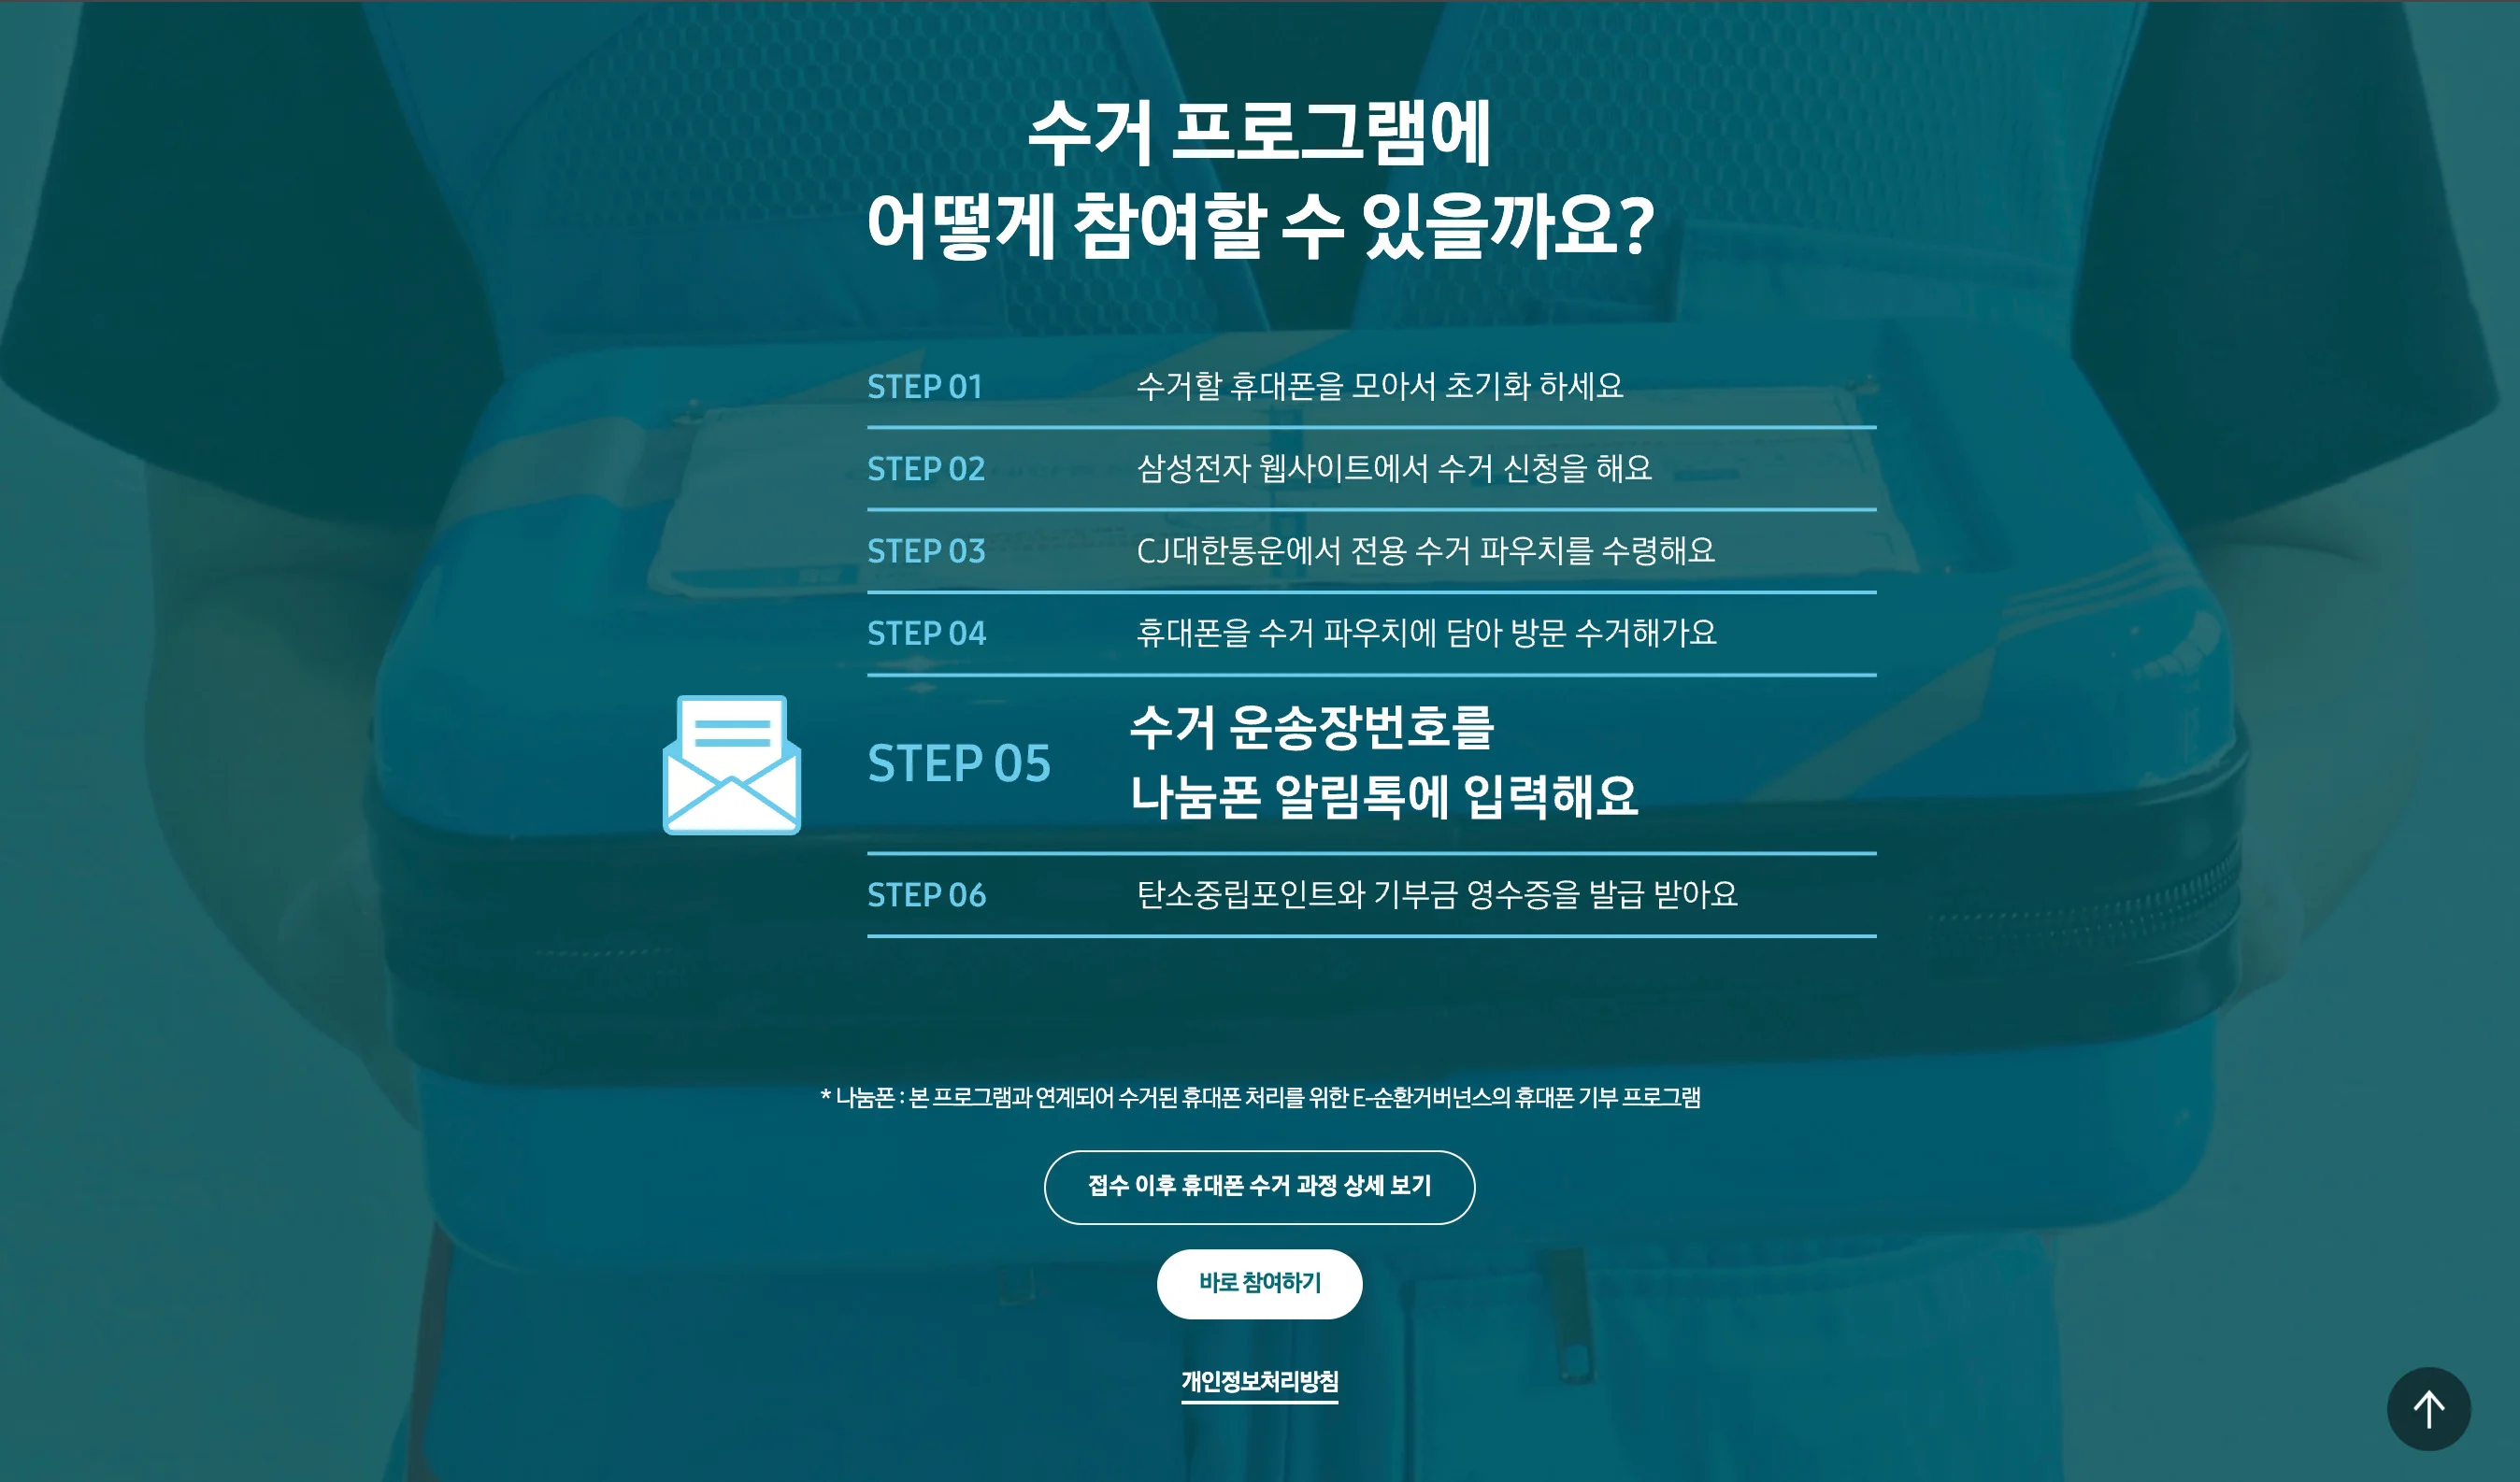 수거 프로그램에
어떻게 참여할 수 있을까요?
STEP 01 수거할 휴대폰을 모아서 초기화 하세요
STEP 02 삼성전자 웹사이트에서 수거 신청을 해요
STEP 03 CJ대한통운에서 전용 수거 파우치를 수령해요
STEP 04 휴대폰을 수거 파우치에 담아 방문 수거해가요
STEP 05 수거 운송장번호를
나눔폰 알림톡에 입력해요
STEP 06 탄소중립포인트와 기부금 영수증을 발급 받아요
* 나눔폰 : 본 프로그램과 연계되어 수거된 휴대폰 처리를 위한 E-순환거버넌스의 휴대폰 기부 프로그램
접수 이후 휴대폰 수거 과정 상세 보기
바로 참여하기
개인정보처리방침